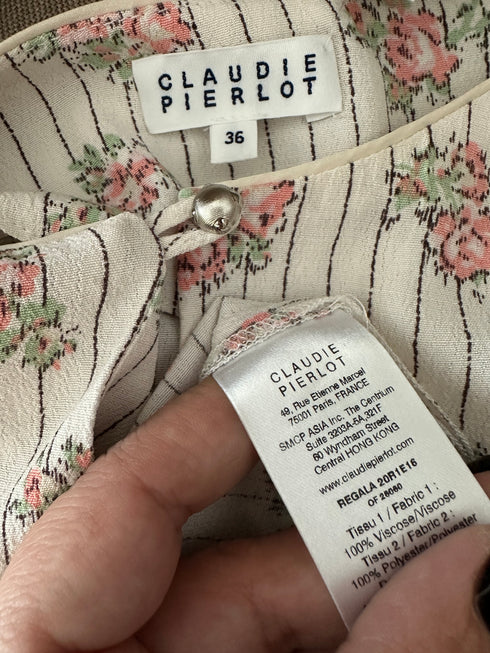 CLAUDIE
PIERLOT
36
CLAUDIE
PIERLOT
49, Rue Etienne Marcel
75001 Paris, FRANCE
SMCP ASIA Inc. The Centrium
Suite 3203A-5A 321F
60 Wyndham Street
Central HONG KONG
www.claudiepierlot.com
REGALA 20R1E16
OF 26060
Tissu 1 / Fabric 1 :
100% Viscose/Viscose
Tissu 2 / Fabric 2 :
100% Polyester/Polyester